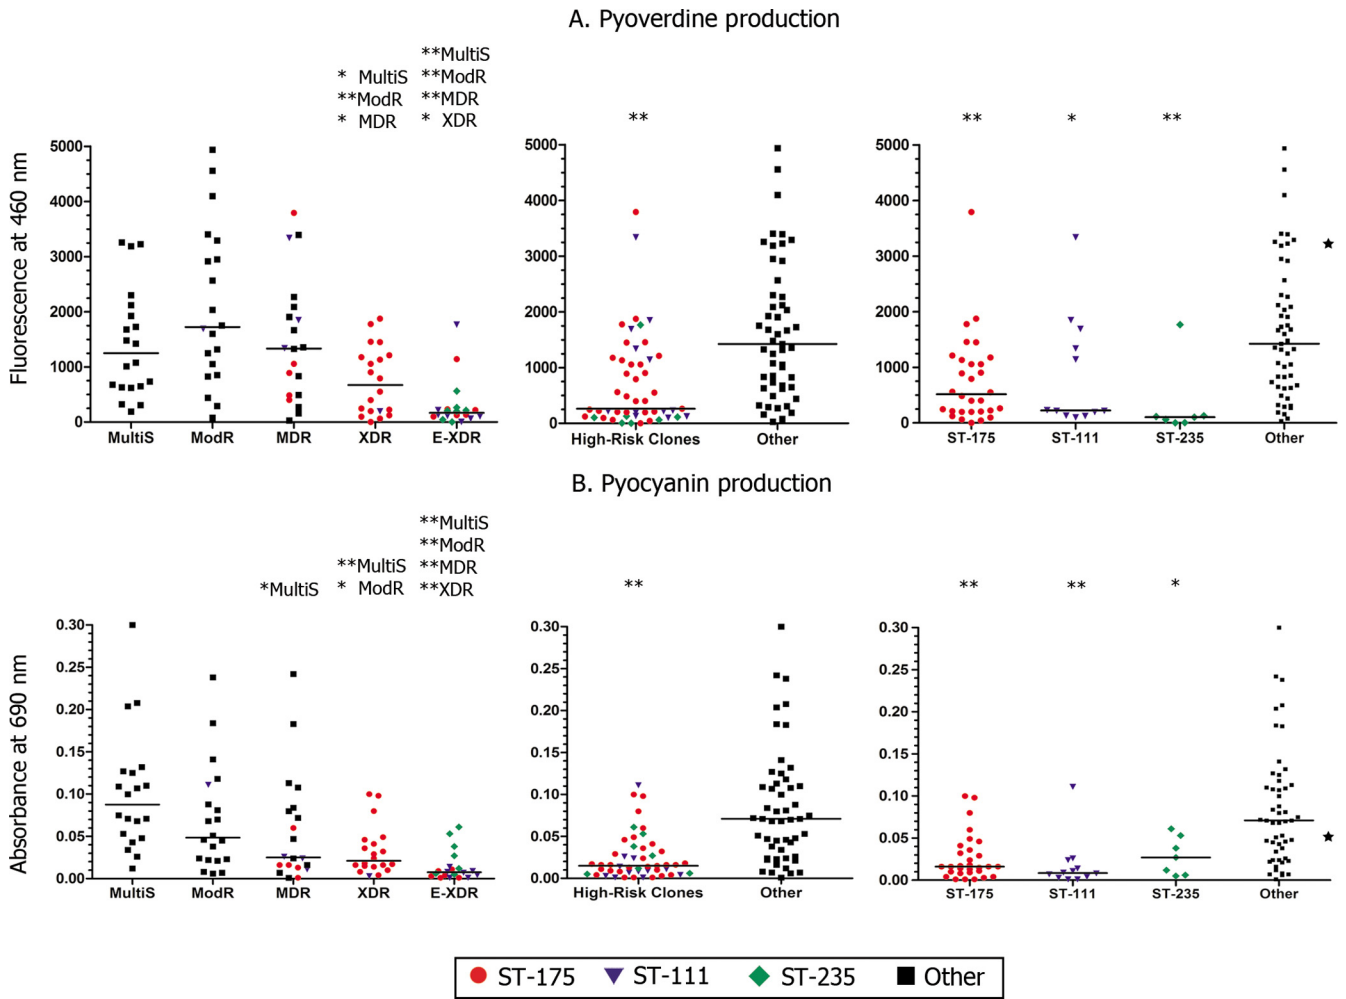 A. Pyoverdine production
**MultiS
* MultiS **ModR
**ModR **MDR
* MDR * XDR ** ** * **
Fluorescence at 460 nm
5000
4000
3000
2000
1000
0
MultiS ModR MDR XDR E-XDR
5000
4000
3000
2000
1000
0
High-Risk Clones Other
5000
4000
3000
2000
1000
0
ST-175 ST-111 ST-235 Other
B. Pyocyanin production
**MultiS
**ModR
**MultiS **MDR
*MultiS * ModR **XDR ** ** ** *
Absorbance at 690 nm
0.30
0.25
0.20
0.15
0.10
0.05
0.00
MultiS ModR MDR XDR E-XDR
0.30
0.25
0.20
0.15
0.10
0.05
0.00
High-Risk Clones Other
0.30
0.25
0.20
0.15
0.10
0.05
0.00
ST-175 ST-111 ST-235 Other
ST-175 ST-111 ST-235 Other